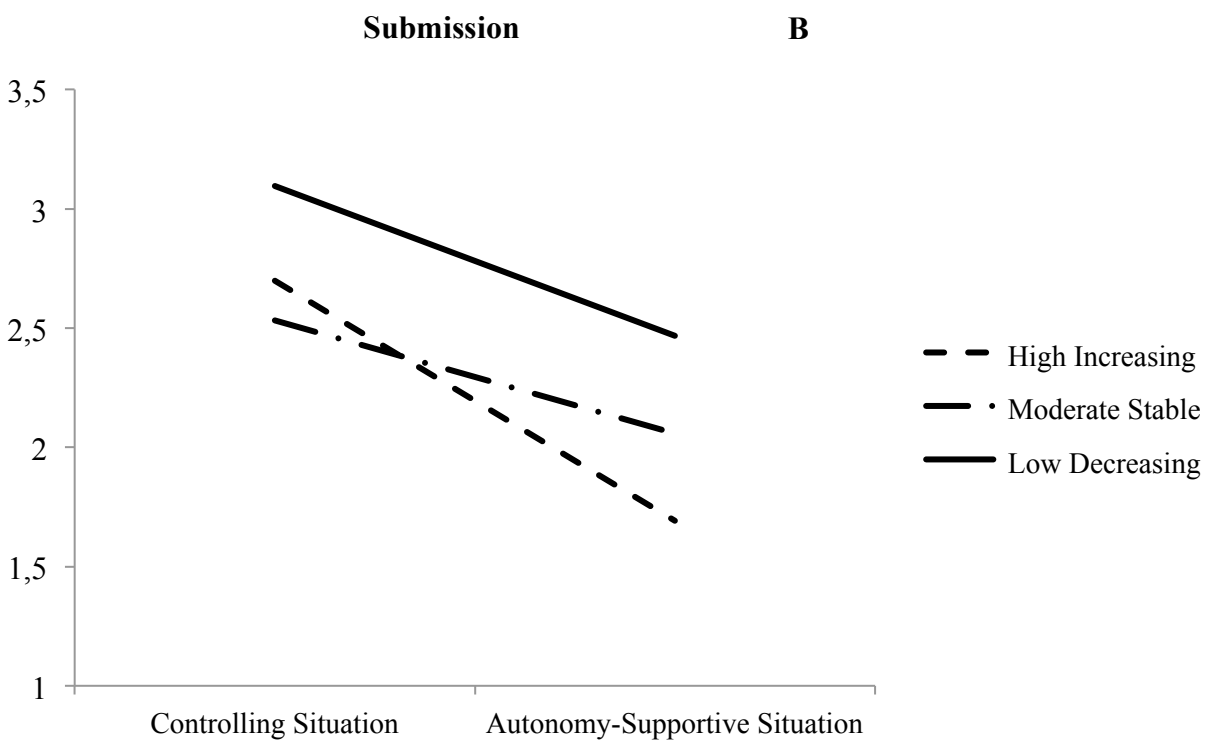 Submission B
3,5
3
2,5
2
1,5
1
Controlling Situation Autonomy-Supportive Situation
High Increasing
Moderate Stable
Low Decreasing